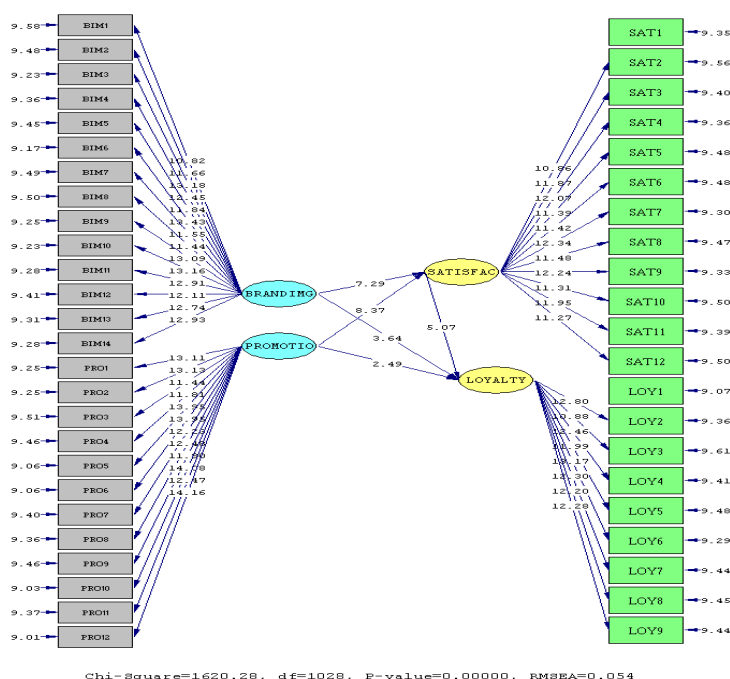 9.58 BIM1
9.48 BIM2
9.23 BIM3
9.36 BIM4
9.45 BIM5
9.17 BIM6
9.49 BIM7
9.50 BIM8
9.25 BIM9
9.23 BIM10
9.28 BIM11
9.41 BIM12
9.31 BIM13
9.28 BIM14
9.25 PRO1
9.25 PRO2
9.51 PRO3
9.46 PRO4
9.06 PRO5
9.06 PRO6
9.40 PRO7
9.36 PRO8
9.46 PRO9
9.03 PRO10
9.37 PRO11
9.01 PRO12
10.82
11.66
13.18
12.45
11.84
13.43
11.55
11.44
13.09
13.16
12.91
12.11
12.74
12.93
13.11
13.13
11.44
11.81
12.48
14.08
12.47
14.16
BRANDIMG
PROMOTIO
7.29
8.37
3.64
2.49
5.07
SATISFAC
LOYALTY
10.86
11.87
12.07
11.39
11.42
12.34
11.48
12.24
11.31
11.95
11.27
12.80
10.88
12.46
11.99
12.30
12.20
12.28
SAT1 9.35
SAT2 9.56
SAT3 9.40
SAT4 9.36
SAT5 9.48
SAT6 9.48
SAT7 9.30
SAT8 9.47
SAT9 9.33
SAT10 9.50
SAT11 9.39
SAT12 9.50
LOY1 9.07
LOY2 9.36
LOY3 9.61
LOY4 9.41
LOY5 9.48
LOY6 9.29
LOY7 9.44
LOY8 9.45
LOY9 9.44
Chi-Square=1620.28, df=1028, P-value=0.00000, RMSEA=0.054